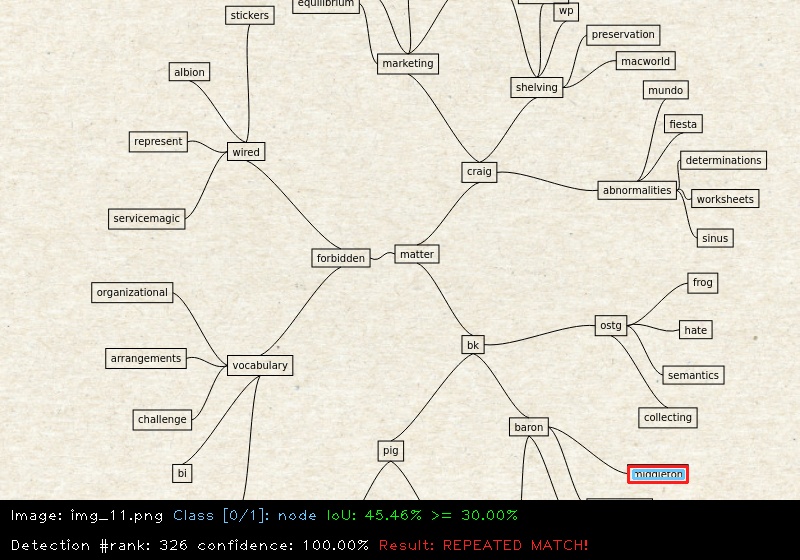 equilibrium
wp
stickers
preservation
marketing
macworld
albion
shelving
mundo
fiesta
represent
wired
determinations
craig
abnormalities
worksheets
servicemagic
sinus
forbidden
matter
frog
organizational
ostg
hate
bk
arrangements
vocabulary
semantics
challenge
collecting
baron
pig
bi
middleton
Image: img_11.png Class [0/1]: node IoU: 45.46% >= 30.00%
Detection #rank: 326 confidence: 100.00% Result: REPEATED MATCH!